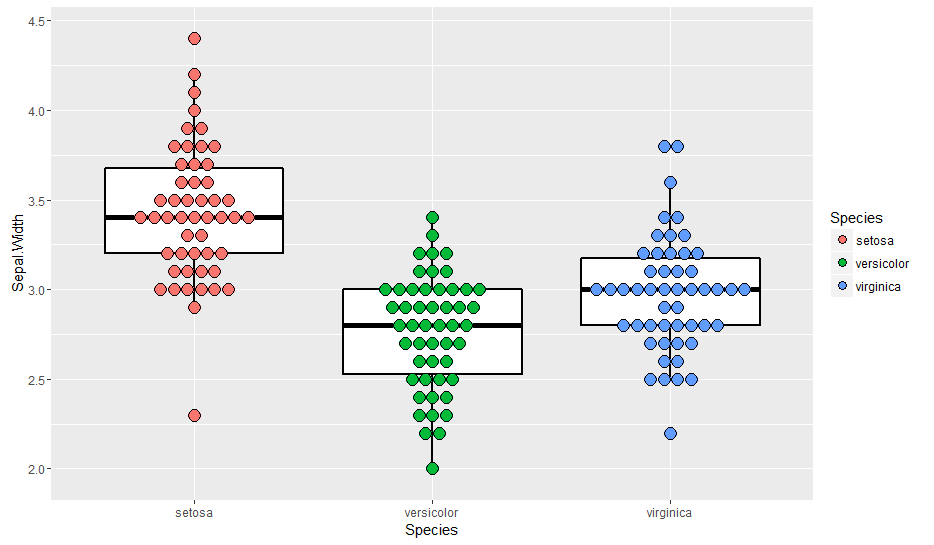 4.5
4.0
3.5
3.0
2.5
2.0
Sepal.Width
setosa versicolor virginica
Species
Species
setosa
versicolor
virginica